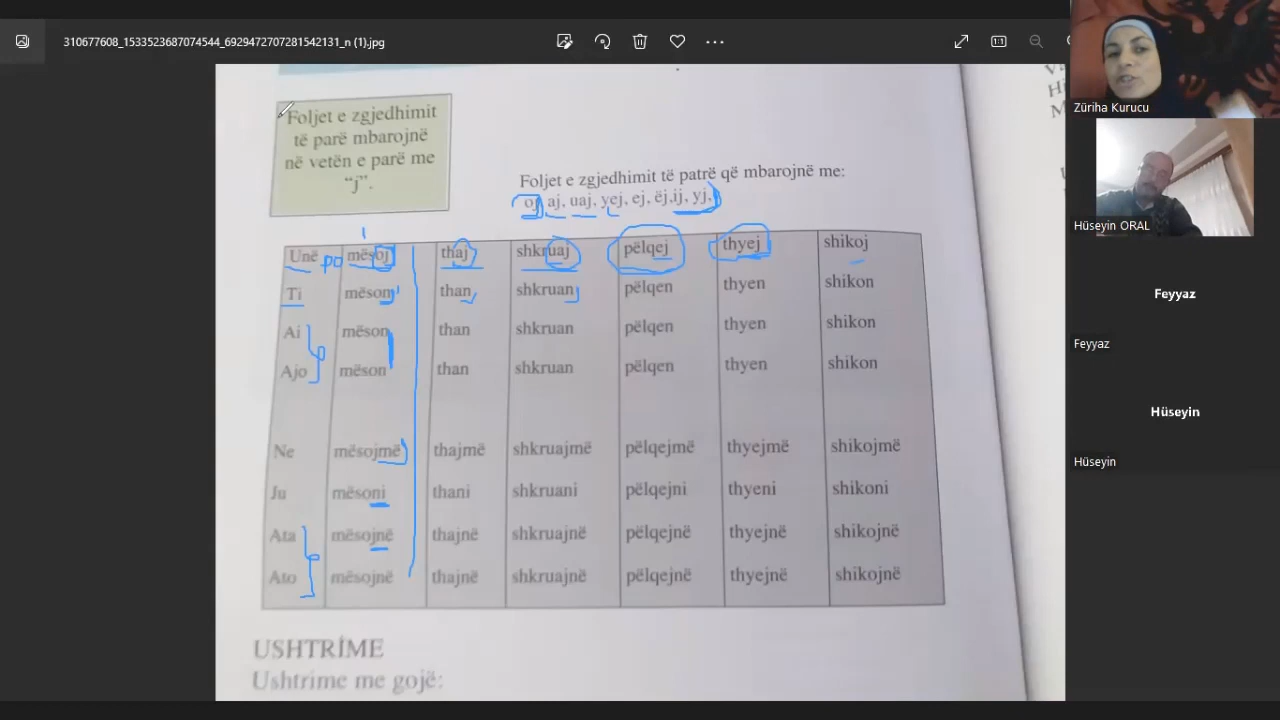 310677608_1533523687074544_6929472707281542131_n (1).jpg
Foljet e zgjedhimit
të parë mbarojnë
në vetën e parë me
“j”.
Foljet e zgjedhimit të patrë që mbarojnë me:
oj, aj, uaj, yej, ej, ëj,ij, yj,
Unë po mësoj thaj shkruaj pëlqej thyej shikoj
Ti mëson than shkruan pëlqen thyen shikon
Ai mëson than shkruan pëlqen thyen shikon
Ajo mëson than shkruan pëlqen thyen shikon
Ne mësojmë thajmë shkruajmë pëlqejmë thyejmë shikojmë
Ju mësoni thani shkruani pëlqejni thyeni shikoni
Ata mësojnë thajnë shkruajnë pëlqejnë thyejnë shikojnë
Ato mësojnë thajnë shkruajnë pëlqejnë thyejnë shikojnë
USHTRİME
Ushtrime me gojë:
Züriha Kurucu
Hüseyin ORAL
Feyyaz
Feyyaz
Hüseyin
Hüseyin